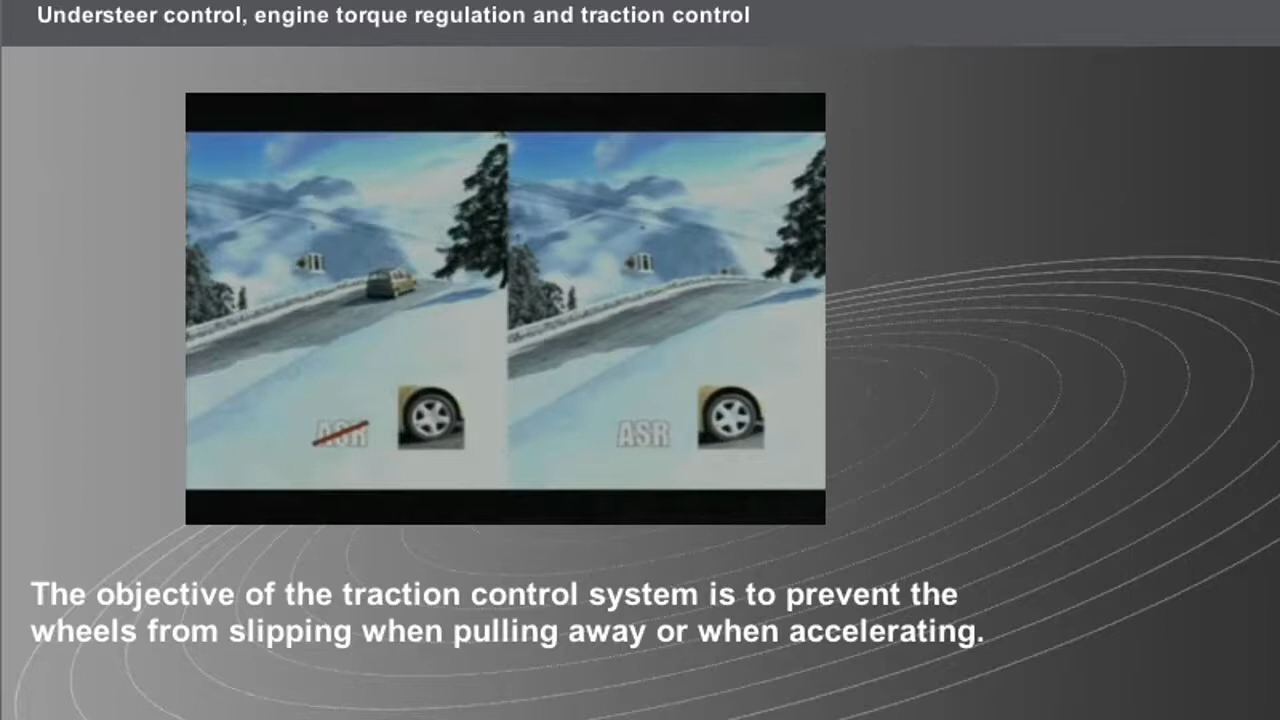 Understeer control, engine torque regulation and traction control
ASR
ASR
The objective of the traction control system is to prevent the
wheels from slipping when pulling away or when accelerating.